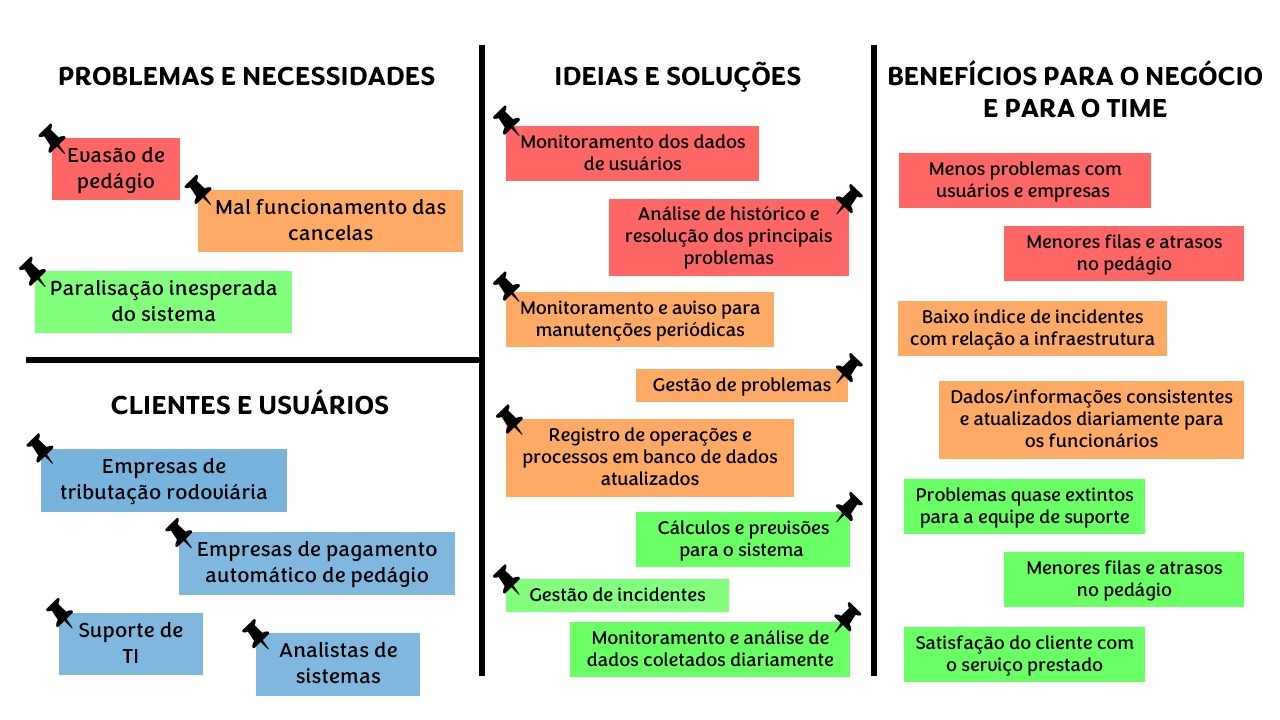 PROBLEMAS E NECESSIDADES
Evasão de
pedágio
Mal funcionamento das
cancelas
Paralisação inesperada
do sistema
CLIENTES E USUÁRIOS
Empresas de
tributação rodoviária
Empresas de pagamento
automático de pedágio
Suporte de
TI
Analistas de
sistemas
IDEIAS E SOLUÇÕES
Monitoramento dos dados
de usuários
Análise de histórico e
resolução dos principais
problemas
Monitoramento e aviso para
manutenções periódicas
Gestão de problemas
Registro de operações e
processos em banco de dados
atualizados
Cálculos e previsões
para o sistema
Gestão de incidentes
Monitoramento e análise de
dados coletados diariamente
BENEFÍCIOS PARA O NEGÓCIO
E PARA O TIME
Menos problemas com
usuários e empresas
Menores filas e atrasos
no pedágio
Baixo índice de incidentes
com relação a infraestrutura
Dados/informações consistentes
e atualizados diariamente para
os funcionários
Problemas quase extintos
para a equipe de suporte
Menores filas e atrasos
no pedágio
Satisfação do cliente com
o serviço prestado